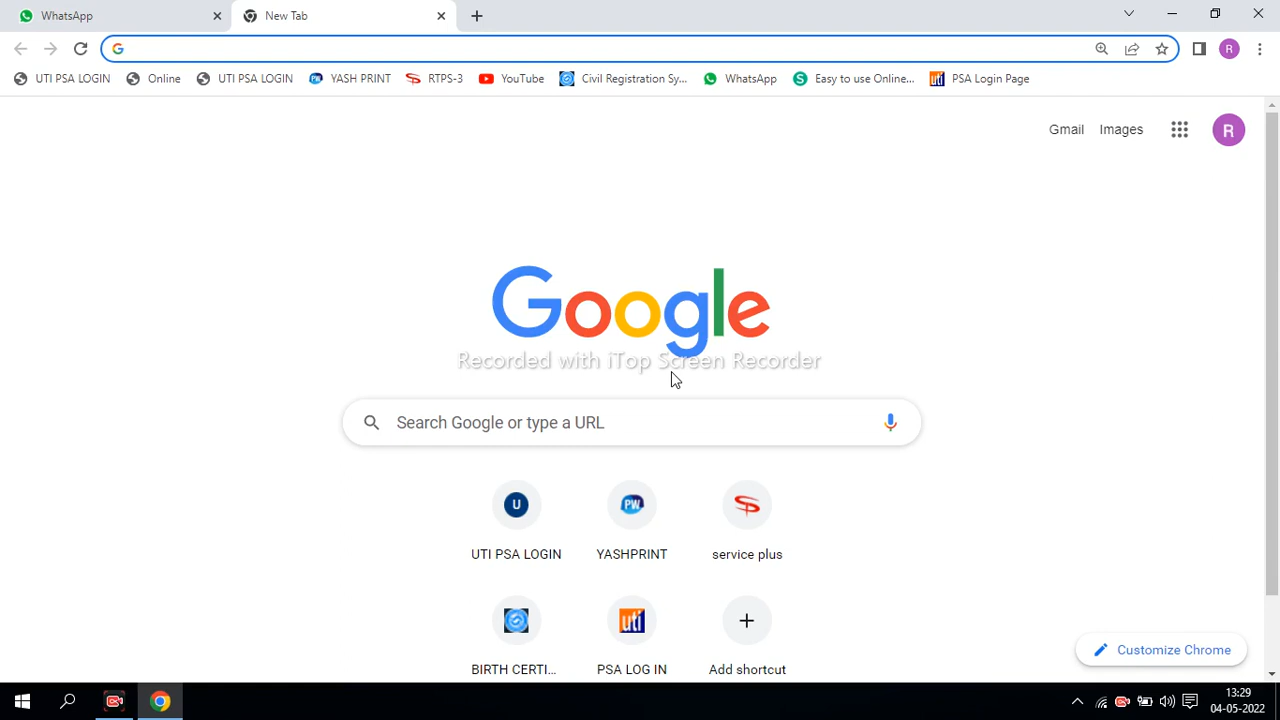 WhatsApp
New Tab
UTI PSA LOGIN
Online
UTI PSA LOGIN
YASH PRINT
RTPS-3
YouTube
Civil Registration Sy...
WhatsApp
Easy to use Online...
PSA Login Page
Gmail
Images
R
R
Google
Recorded with iTop Screen Recorder
Search Google or type a URL
U
PW
UTI PSA LOGIN
YASHPRINT
service plus
uti
BIRTH CERTI...
PSA LOG IN
Add shortcut
Customize Chrome
13:29
04-05-2022